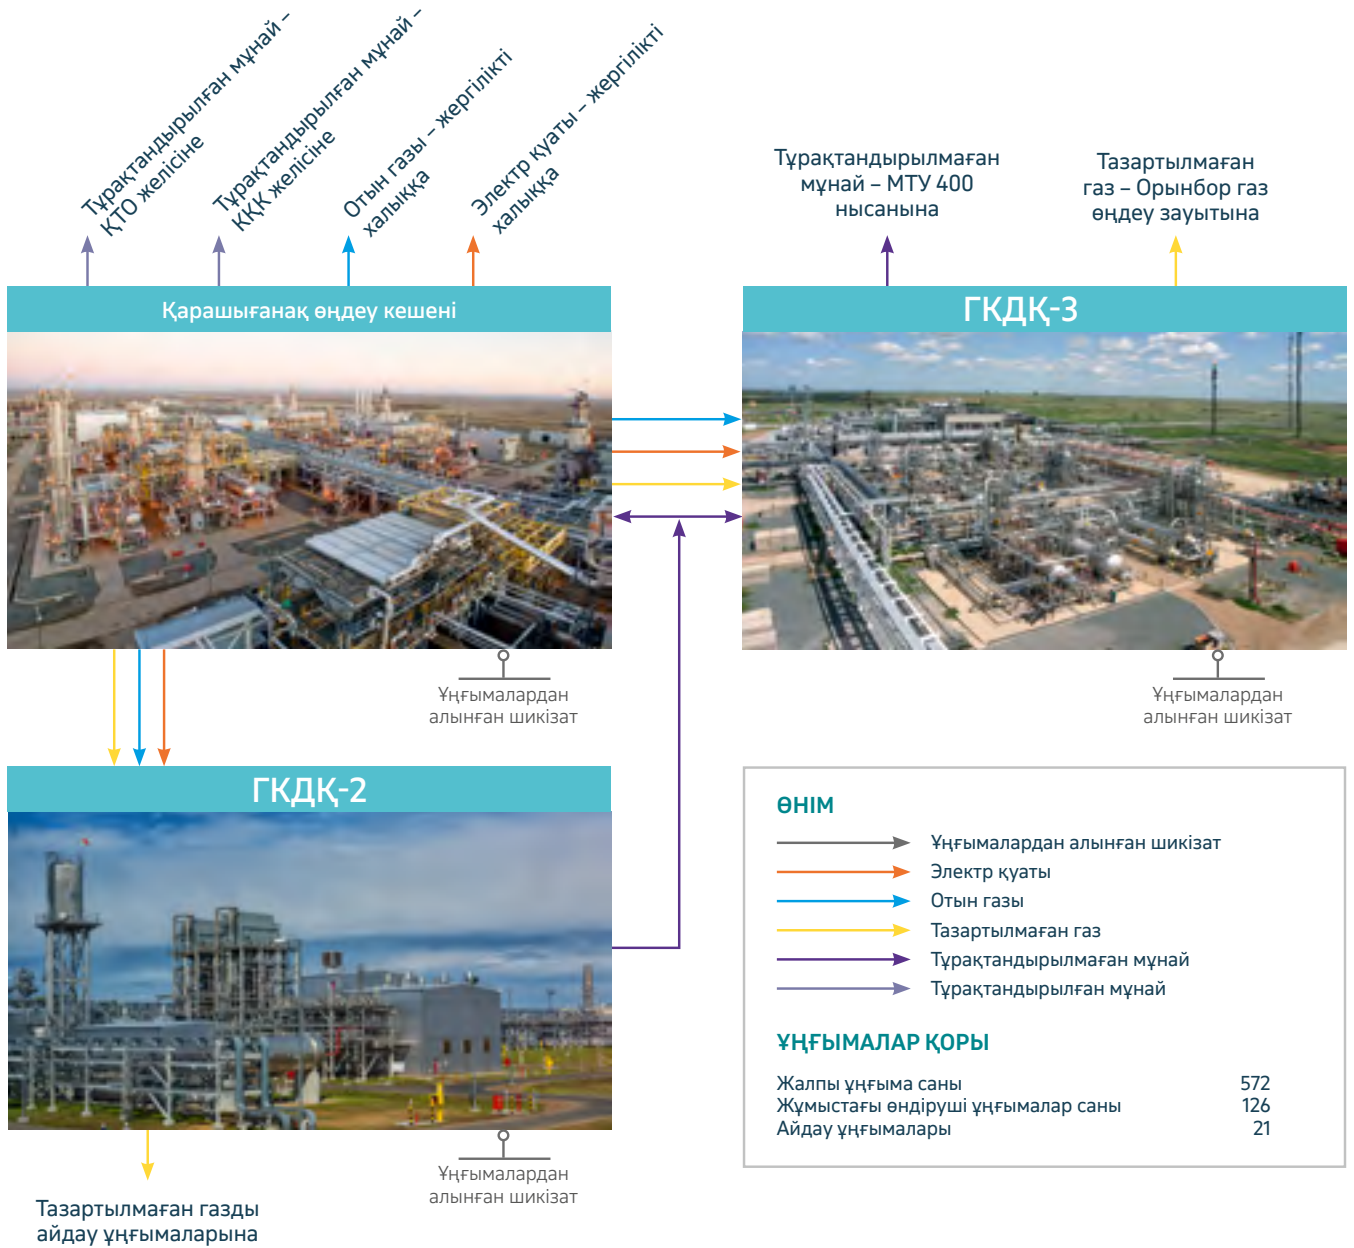 Тұрақтандырылған мұнай –
ҚТО желісіне
Тұрақтандырылған мұнай –
КҚК желісіне
Отын газы – жергілікті
халыққа
Электр қуаты – жергілікті
халыққа
Тұрақтандырылмаған
мұнай – МТУ 400
нысанына
Тазартылмаған
газ – Орынбор газ
өңдеу зауытына
Қарашығанақ өңдеу кешені
ГКДҚ-3
Ұңғымалардан
алынған шикізат
Ұңғымалардан
алынған шикізат
ГКДҚ-2
Ұңғымалардан
алынған шикізат
Тазартылмаған газды
айдау ұңғымаларына
ӨНІМ
Ұңғымалардан алынған шикізат
Электр қуаты
Отын газы
Тазартылмаған газ
Тұрақтандырылмаған мұнай
Тұрақтандырылған мұнай
ҰҢҒЫМАЛАР ҚОРЫ
Жалпы ұңғыма саны 572
Жұмыстағы өндіруші ұңғымалар саны 126
Айдау ұңғымалары 21